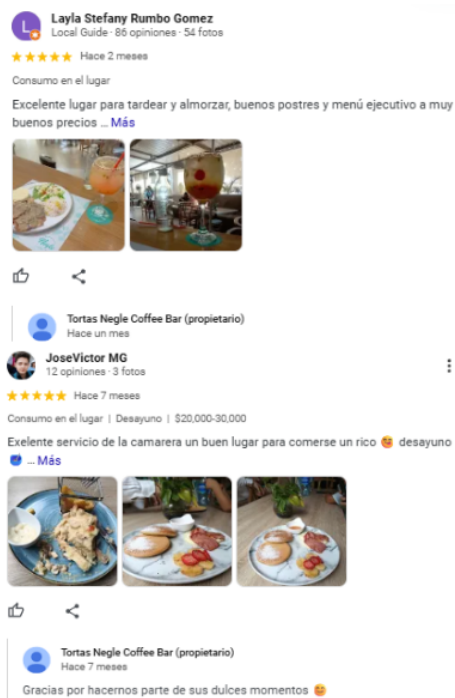 L
Layla Stefany Rumbo Gomez
Local Guide · 86 opiniones · 54 fotos
Hace 2 meses
Consumo en el lugar
Excelente lugar para tardear y almorzar, buenos postres y menú ejecutivo a muy
buenos precios ... Más
Tortas Negle Coffee Bar (propietario)
Hace un mes
JoseVictor MG
12 opiniones · 3 fotos
Hace 7 meses
Consumo en el lugar | Desayuno | $20,000-30,000
Exelente servicio de la camarera un buen lugar para comerse un rico 😋 desayuno
... Más
Tortas Negle Coffee Bar (propietario)
Hace 7 meses
Gracias por hacernos parte de sus dulces momentos 😋